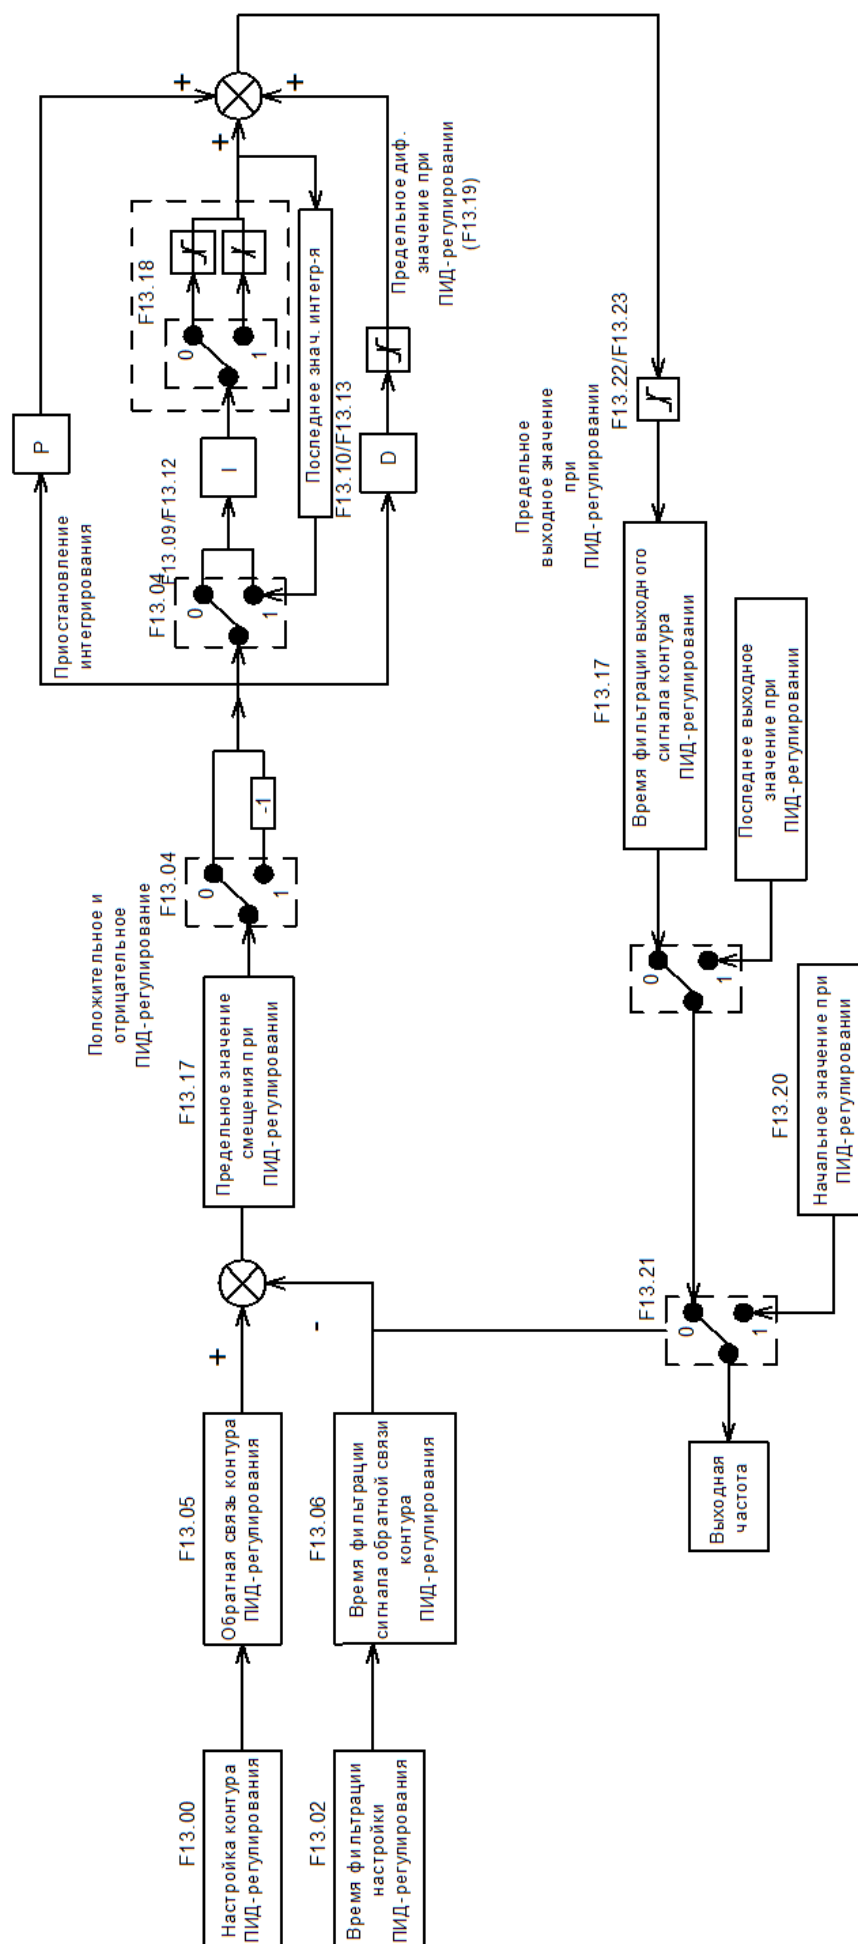 F13.00
Настройка контура
ПИД-регулирования
F13.05
Обратная связь контура
ПИД-регулирования
+
F13.17
Предельное значение
смещения при
ПИД-регулировании
Положительное и
отрицательное
ПИД-регулирование
F13.04
0
1
-1
F13.02
Время фильтрации
настройки
ПИД-регулирования
F13.06
Время фильтрации
сигнала обратной связи
контура
ПИД-регулирования
-
Приостановление
интегрирования
P
+
F13.04
F13.09/F13.12
0
1
I
F13.18
0
1
+
Последнее знач. интегр-я
F13.10/F13.13
D
+
Предельное диф.
значение при
ПИД-регулировании
(F13.19)
Предельное
выходное значение
при
ПИД-регулировании
F13.22/F13.23
F13.17
Время фильтрации выходного
сигнала контура
ПИД-регулировании
Последнее выходное
значение при
ПИД-регулировании
0
1
F13.20
Начальное значение при
ПИД-регулировании
F13.21
0
1
Выходная
частота